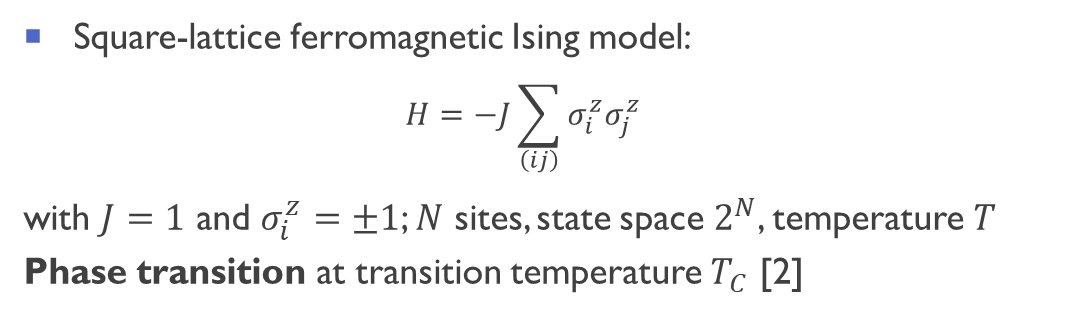 ▪ Square-lattice ferromagnetic Ising model:
H = −J ∑_{(ij)} σ_i^z σ_j^z
with J = 1 and σ_i^z = ±1; N sites, state space 2^N, temperature T
Phase transition at transition temperature T_C [2]